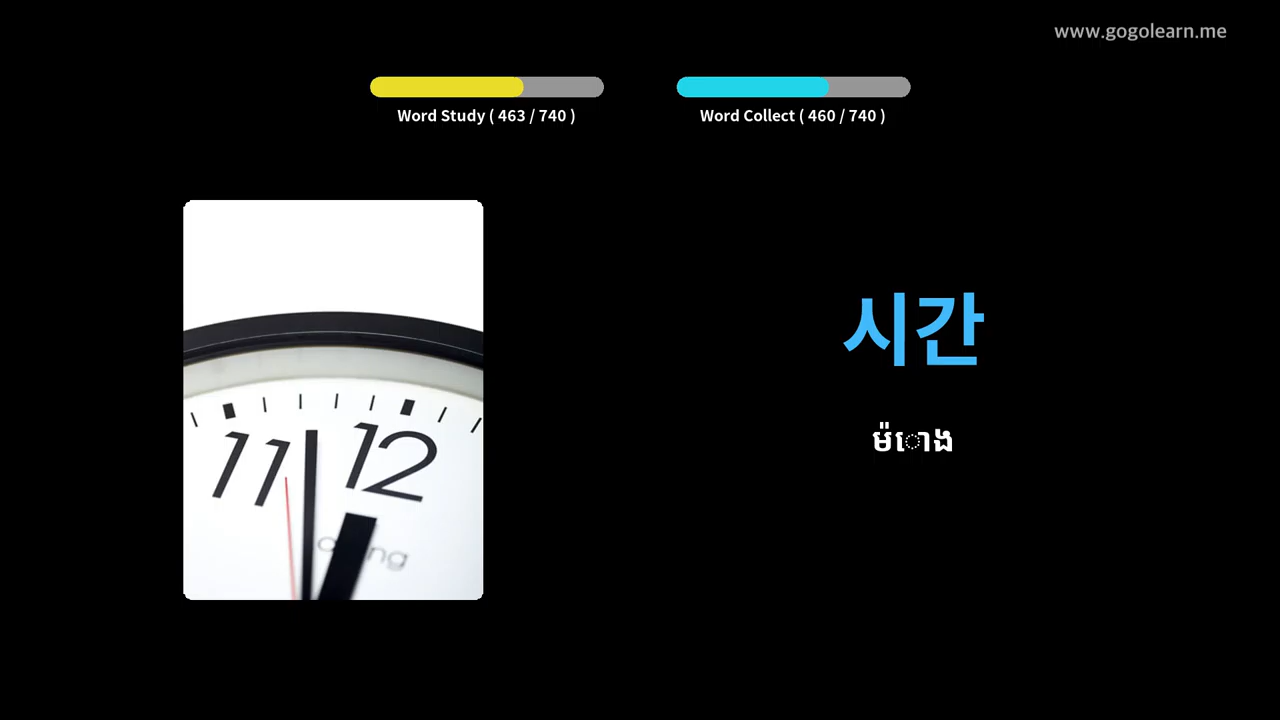 www.gogolearn.me
Word Study ( 463 / 740 )
Word Collect ( 460 / 740 )
시간
ម៉ោង
11
12